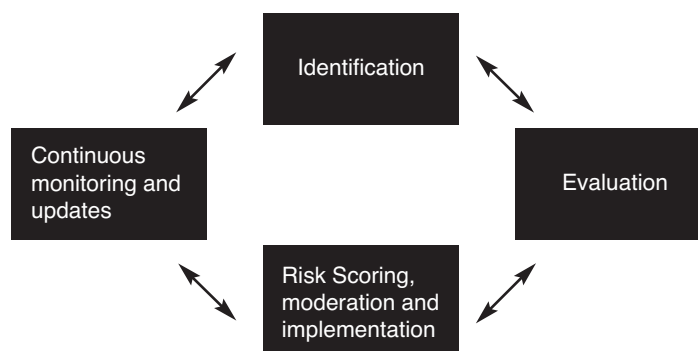 Identification
Continuous
monitoring and
updates
Evaluation
Risk Scoring,
moderation and
implementation